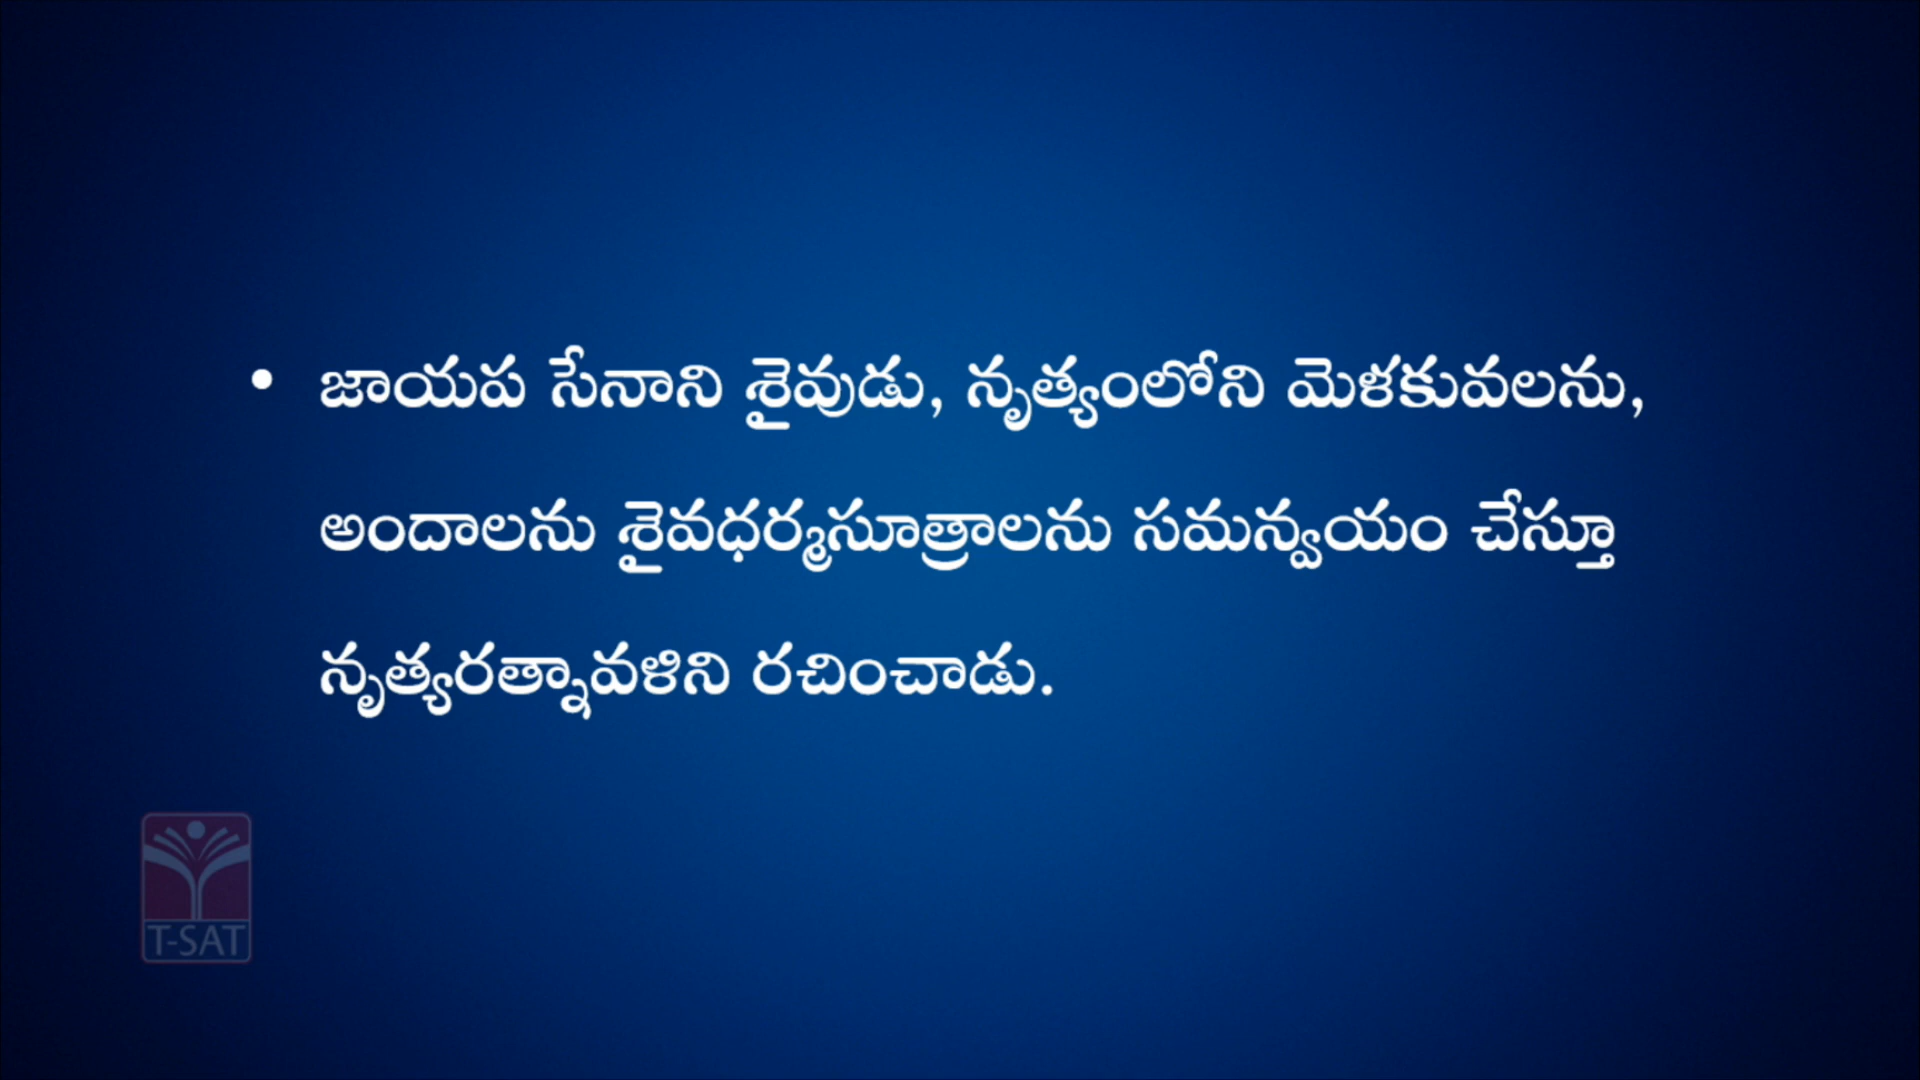 • జాయప సేనాని శైవుడు, నృత్యంలోని మెళకువలను,
అందాలను శైవధర్మసూత్రాలను సమన్వయం చేస్తూ
నృత్యరత్నావళిని రచించాడు.
T-SAT